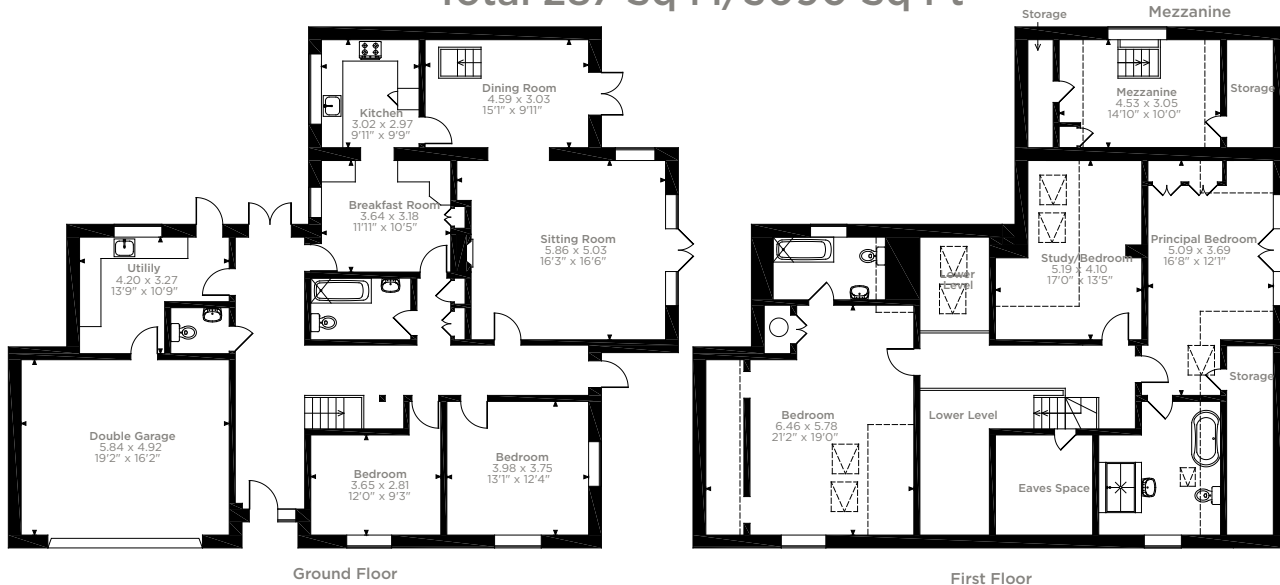 Storage
Mezzanine
Kitchen
3.02 x 2.97
9'11" x 9'9"
Dining Room
4.59 x 3.03
15'1" x 9'11"
Mezzanine
4.53 x 3.05
14'10" x 10'0"
Storage
Breakfast Room
3.64 x 3.18
11'11" x 10'5"
Sitting Room
5.86 x 5.03
16'3" x 16'6"
Utilily
4.20 x 3.27
13'9" x 10'9"
Lower
Level
Study/Bedroom
5.19 x 4.10
17'0" x 13'5"
Principal Bedroom
5.09 x 3.69
16'8" x 12'1"
Storage
Double Garage
5.84 x 4.92
19'2" x 16'2"
Bedroom
3.65 x 2.81
12'0" x 9'3"
Bedroom
3.98 x 3.75
13'1" x 12'4"
Bedroom
6.46 x 5.78
21'2" x 19'0"
Lower Level
Eaves Space
Ground Floor
First Floor